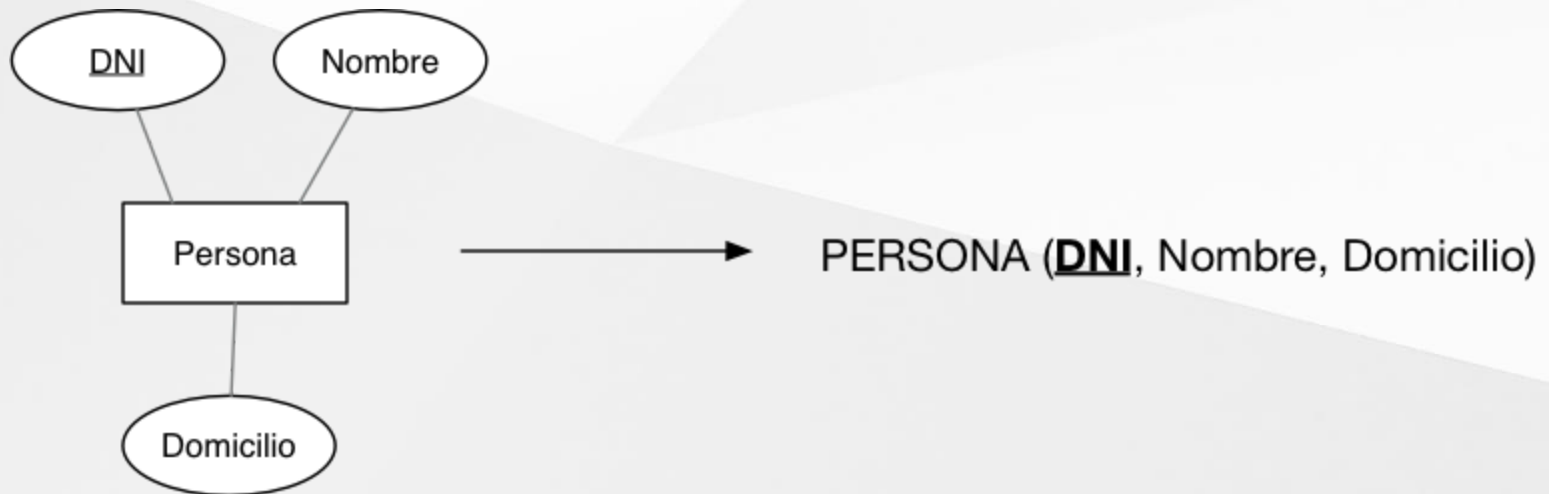 DNI
Nombre
Persona
PERSONA (DNI, Nombre, Domicilio)
Domicilio